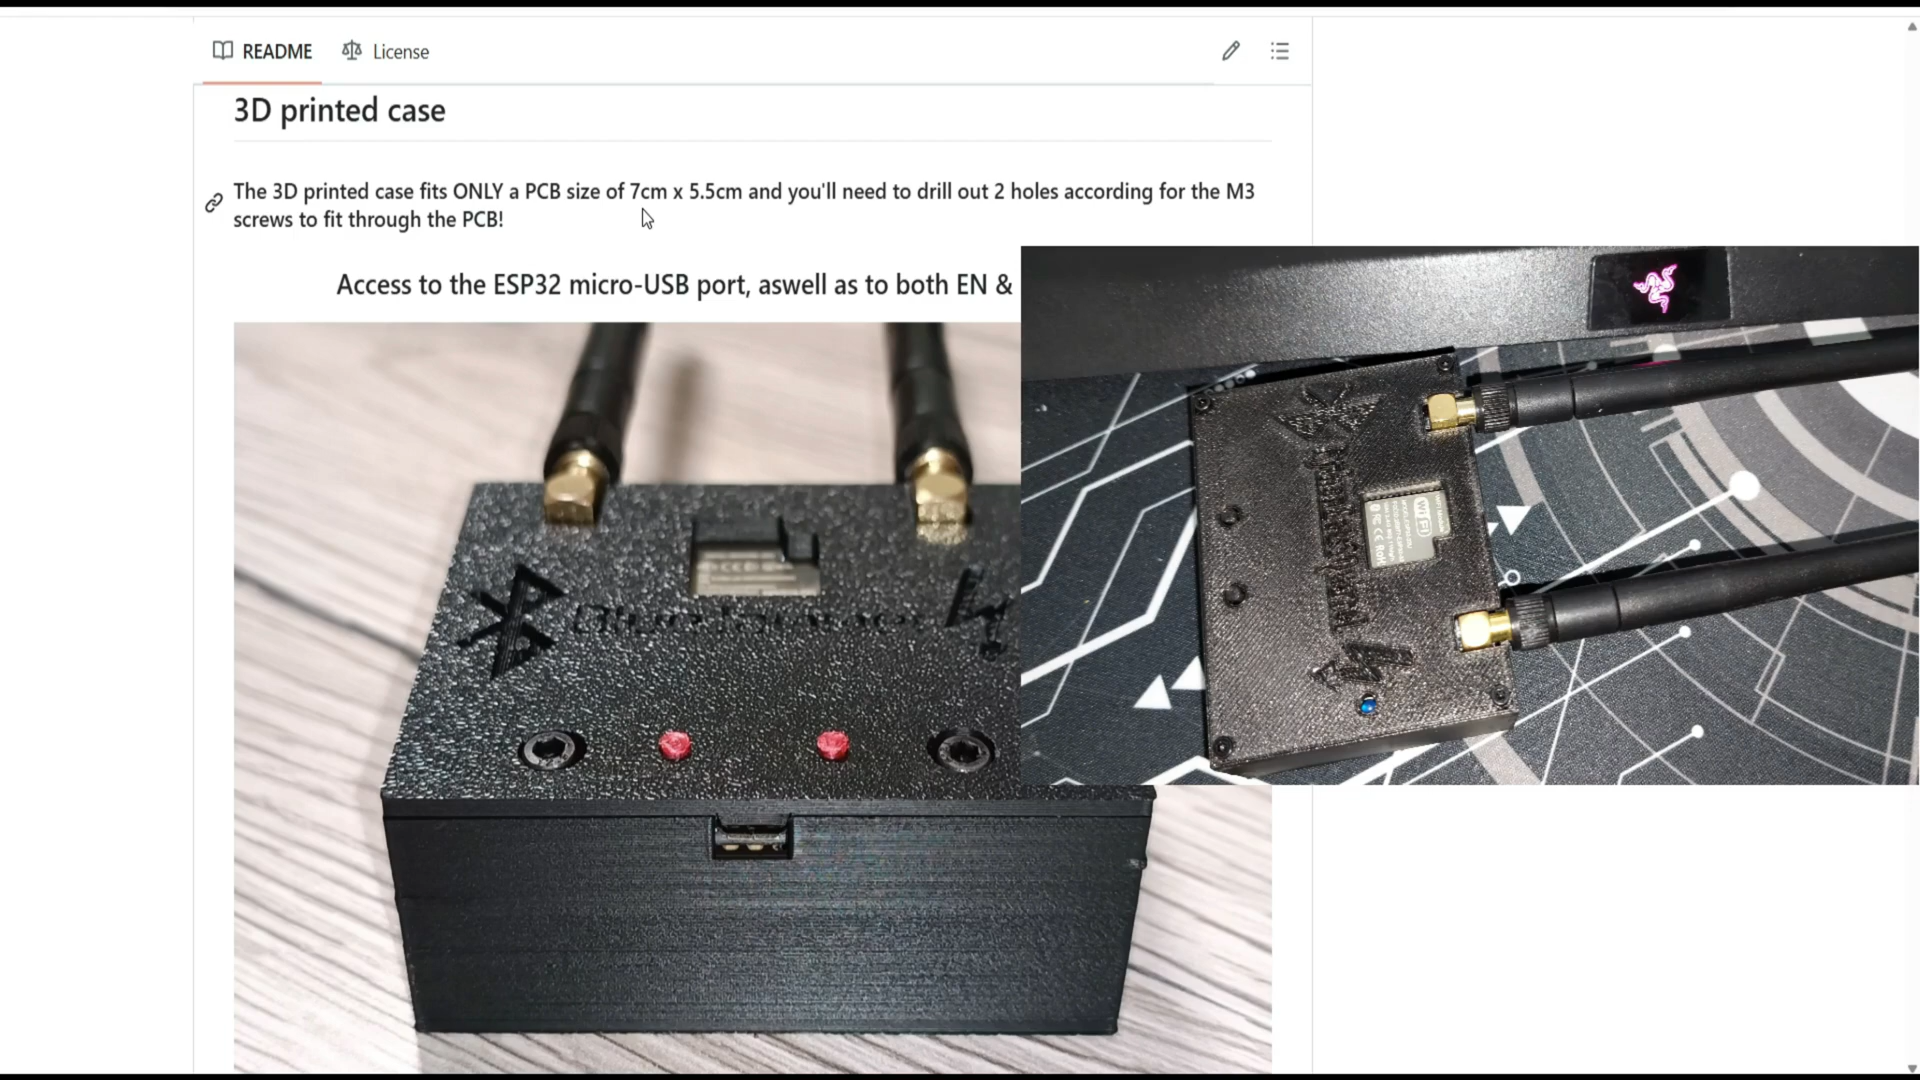 README
License
3D printed case
The 3D printed case fits ONLY a PCB size of 7cm x 5.5cm and you'll need to drill out 2 holes according for the M3
screws to fit through the PCB!
Access to the ESP32 micro-USB port, aswell as to both EN &
WiFi